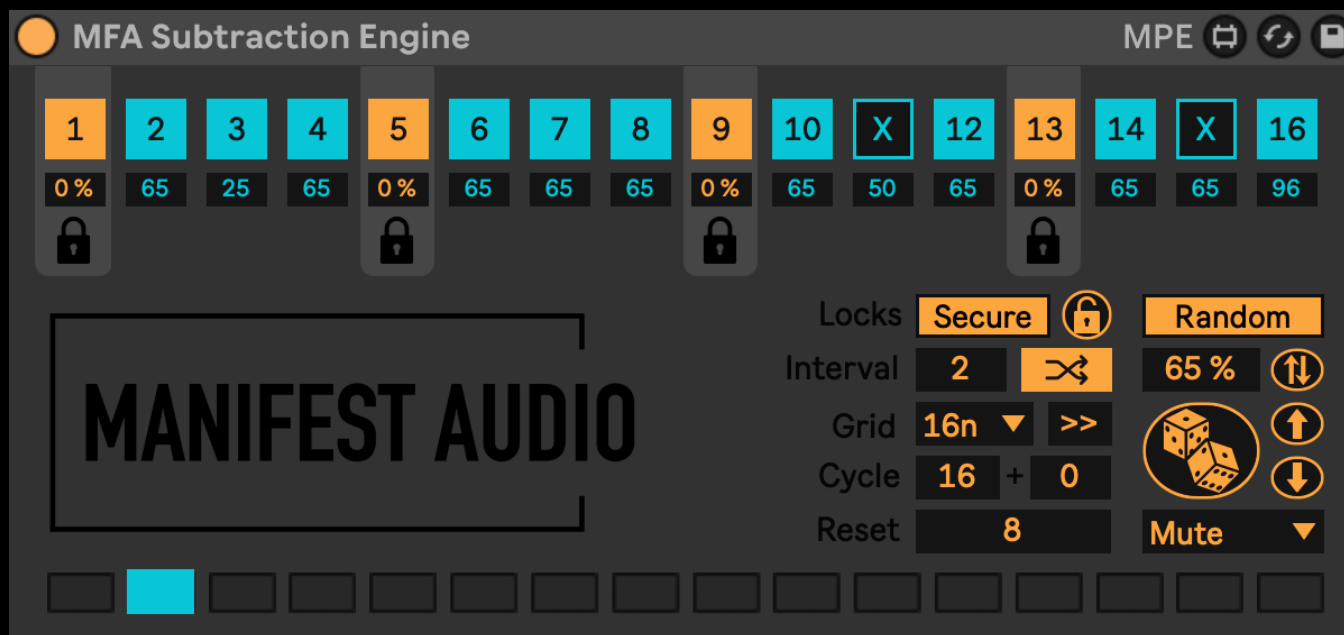 MFA Subtraction Engine MPE
1 2 3 4 5 6 7 8 9 10 X 12 13 14 X 16
0 % 65 25 65 0 % 65 65 65 0 % 65 50 65 0 % 65 65 96
Locks Secure Random
Interval 2 65 %
Grid 16n >>
Cycle 16 + 0
Reset 8 Mute
MANIFEST AUDIO